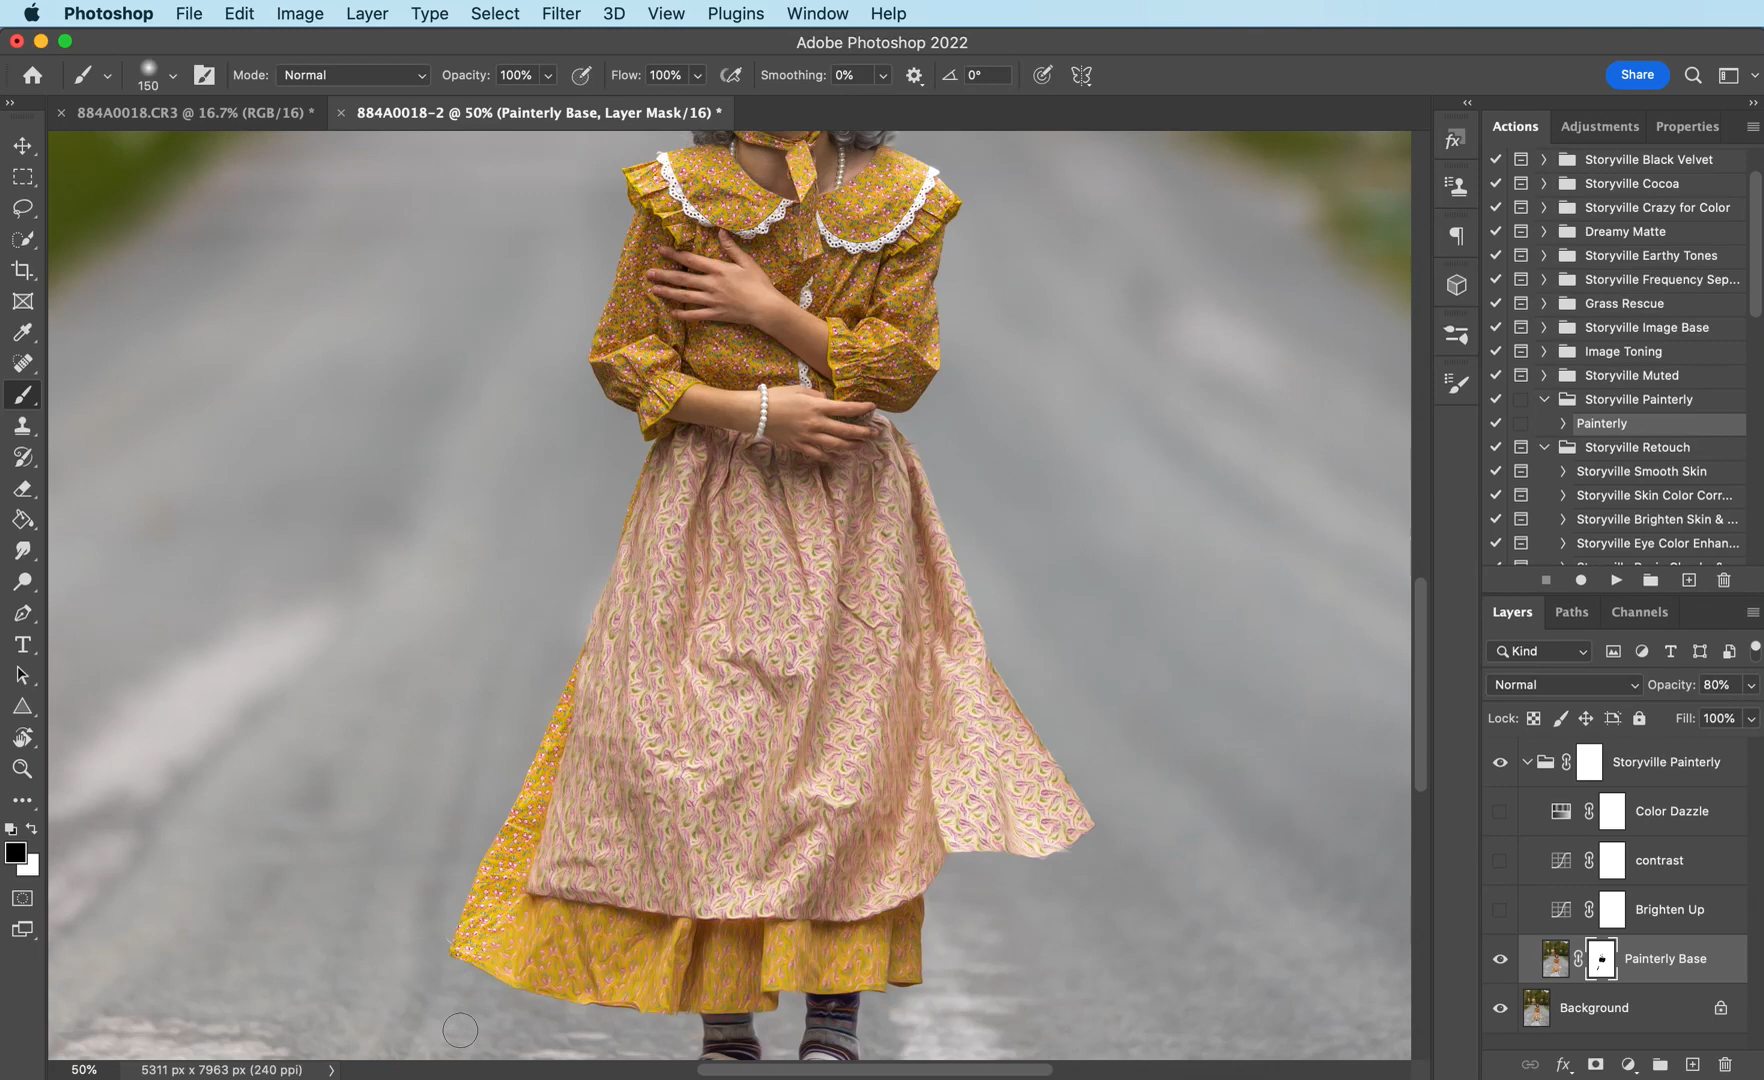 Photoshop File Edit Image Layer Type Select Filter 3D View Plugins Window Help
Adobe Photoshop 2022
150 Mode: Normal Opacity: 100% Flow: 100% Smoothing: 0% 0° Share
884A0018.CR3 @ 16.7% (RGB/16) * 884A0018-2 @ 50% (Painterly Base, Layer Mask/16) *
Actions Adjustments Properties
Storyville Black Velvet
Storyville Cocoa
Storyville Crazy for Color
Dreamy Matte
Storyville Earthy Tones
Storyville Frequency Sep...
Grass Rescue
Storyville Image Base
Image Toning
Storyville Muted
Storyville Painterly
Painterly
Storyville Retouch
Storyville Smooth Skin
Storyville Skin Color Corr...
Storyville Brighten Skin & ...
Storyville Eye Color Enhan...
Layers Paths Channels
Kind
Normal Opacity: 80%
Lock: Fill: 100%
Storyville Painterly
Color Dazzle
contrast
Brighten Up
Painterly Base
Background
50% 5311 px x 7963 px (240 ppi)